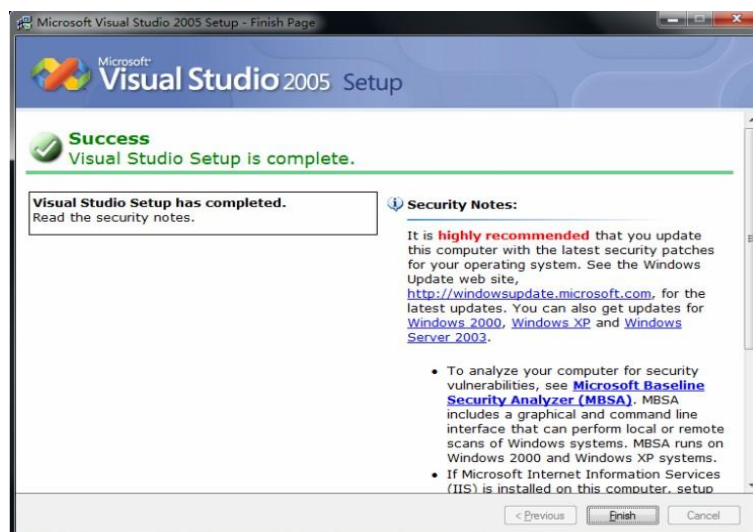 Microsoft Visual Studio 2005 Setup - Finish Page
Microsoft
Visual Studio 2005 Setup
Success
Visual Studio Setup is complete.
Visual Studio Setup has completed.
Read the security notes.
Security Notes:
It is highly recommended that you update
this computer with the latest security patches
for your operating system. See the Windows
Update web site,
http://windowsupdate.microsoft.com, for the
latest updates. You can also get updates for
Windows 2000, Windows XP and Windows
Server 2003.
• To analyze your computer for security
vulnerabilities, see Microsoft Baseline
Security Analyzer (MBSA). MBSA
includes a graphical and command line
interface that can perform local or remote
scans of Windows systems. MBSA runs on
Windows 2000 and Windows XP systems.
• If Microsoft Internet Information Services
(IIS) is installed on this computer, setup
< Previous
Finish
Cancel